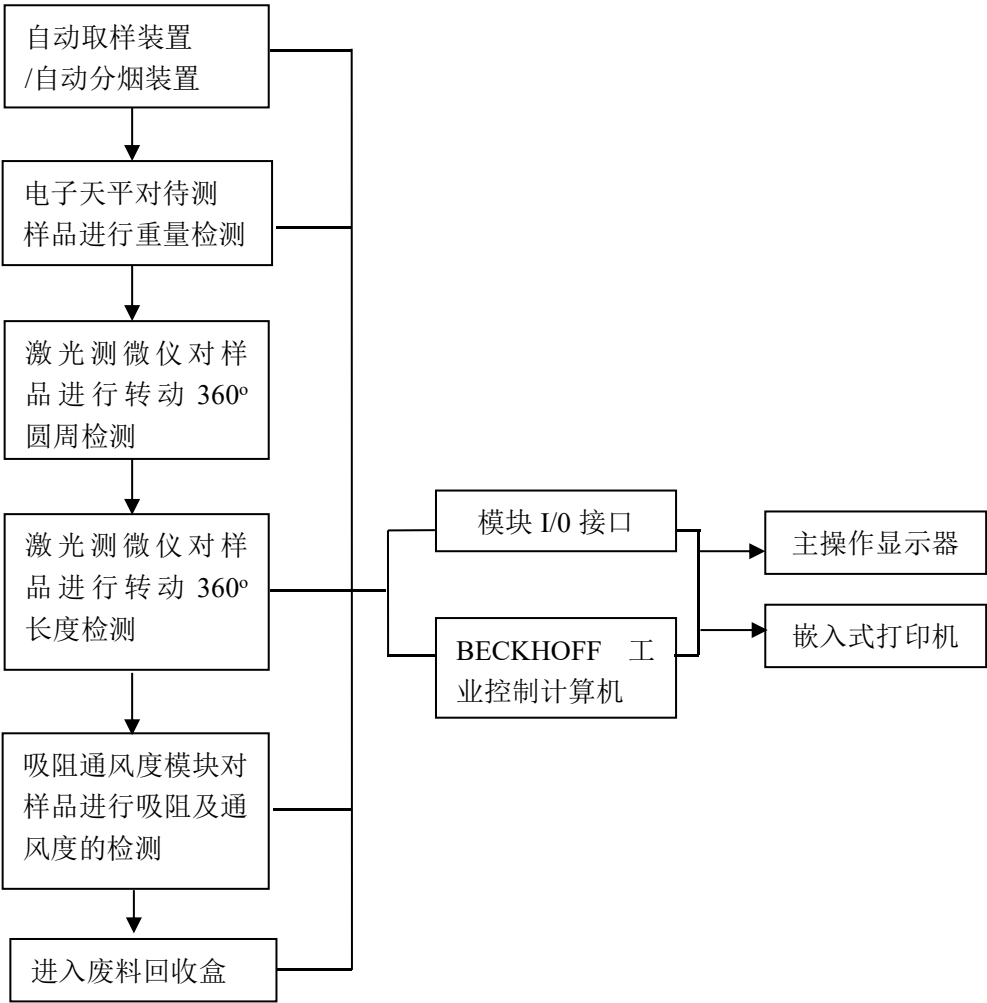 自动取样装置
/自动分烟装置
电子天平对待测
样品进行重量检测
激光测微仪对样
品进行转动 360º
圆周检测
激光测微仪对样
品进行转动 360º
长度检测
吸阻通风度模块对
样品进行吸阻及通
风度的检测
进入废料回收盒
模块 I/0 接口
BECKHOFF 工
业控制计算机
主操作显示器
嵌入式打印机